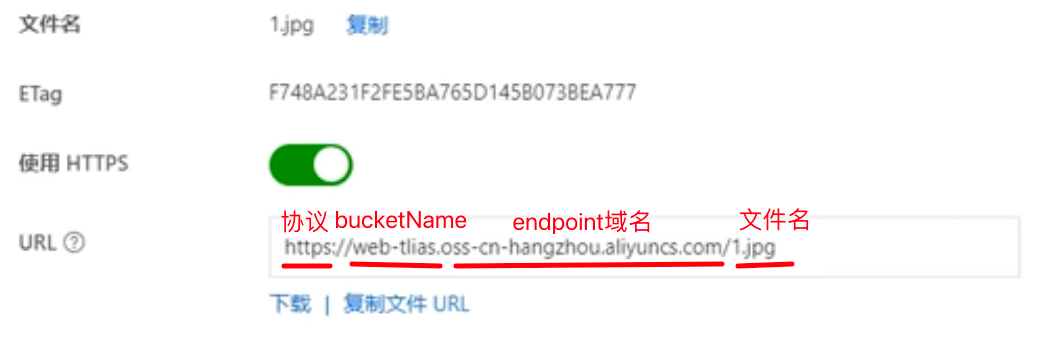 文件名 1.jpg 复制
ETag F748A231F2FE5BA765D145B073BEA777
使用 HTTPS
协议 bucketName endpoint域名 文件名
URL ? https://web-tlias.oss-cn-hangzhou.aliyuncs.com/1.jpg
下载 | 复制文件 URL